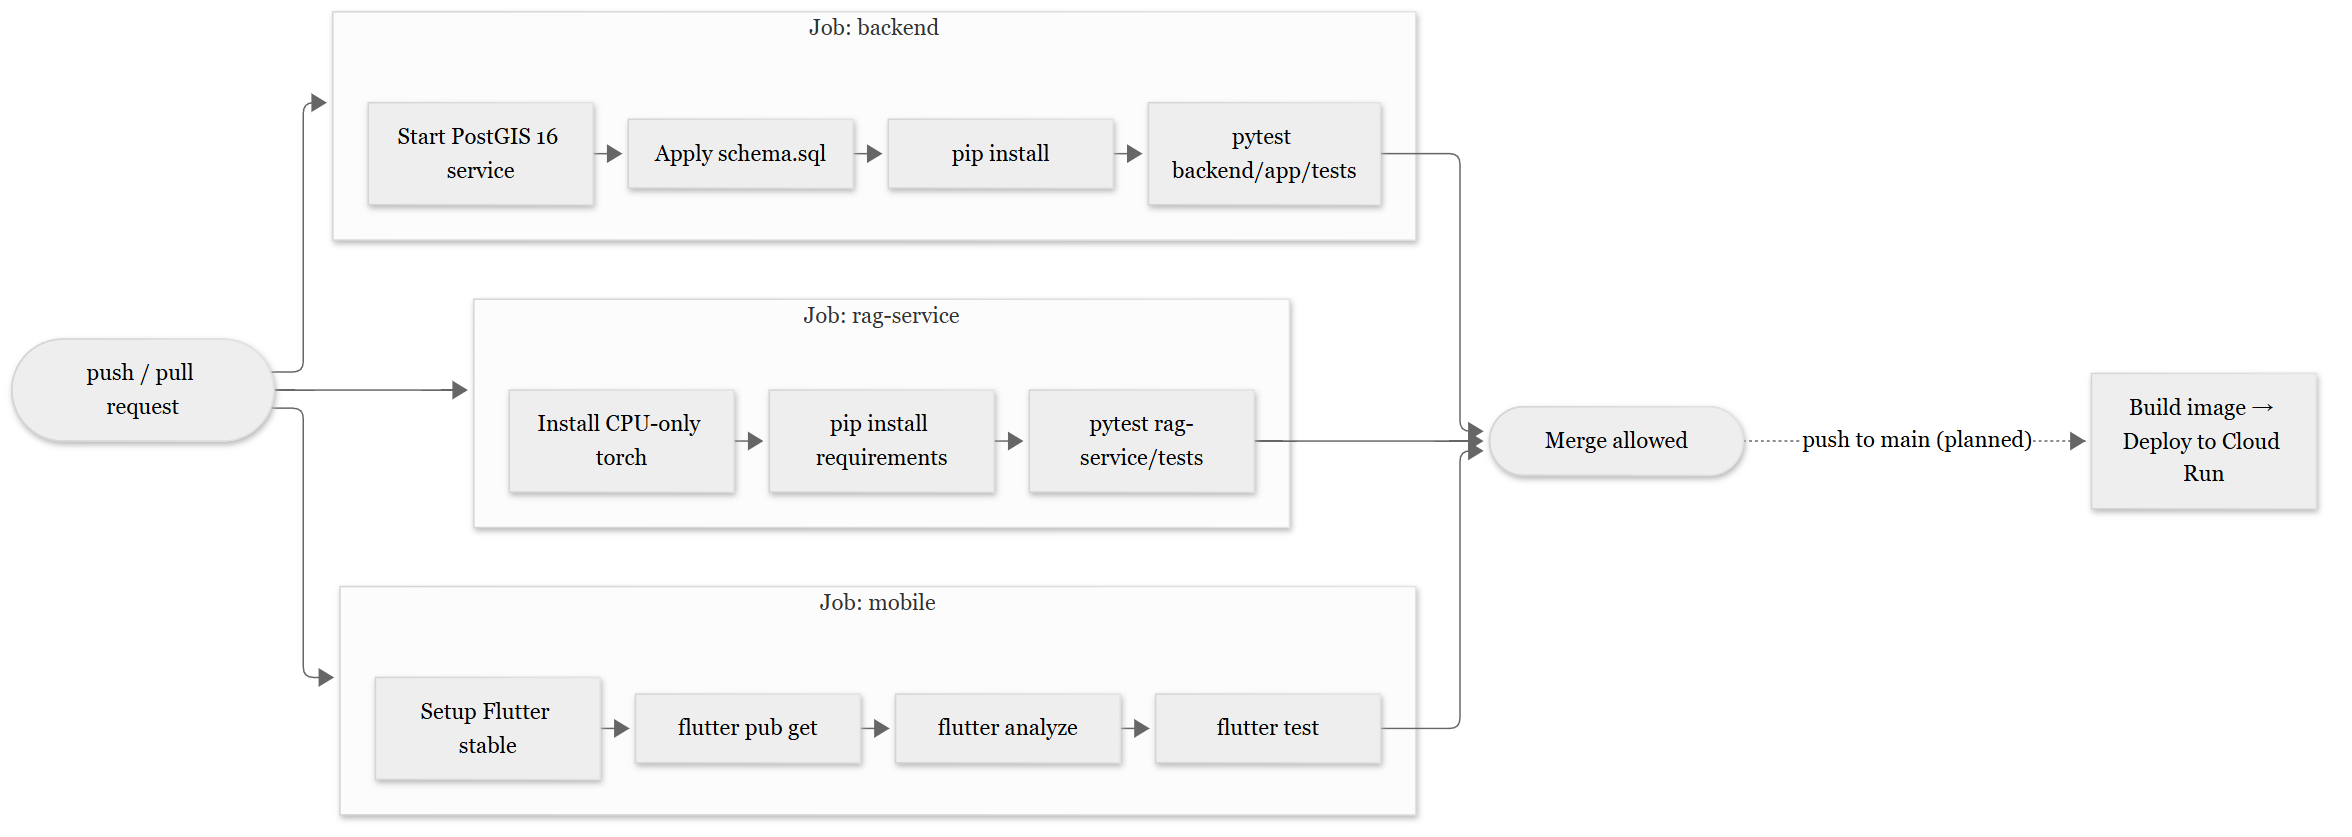 push / pull
request
Job: backend
Start PostGIS 16
service
Apply schema.sql
pip install
pytest
backend/app/tests
Job: rag-service
Install CPU-only
torch
pip install
requirements
pytest rag-
service/tests
Job: mobile
Setup Flutter
stable
flutter pub get
flutter analyze
flutter test
Merge allowed
push to main (planned)
Build image →
Deploy to Cloud
Run